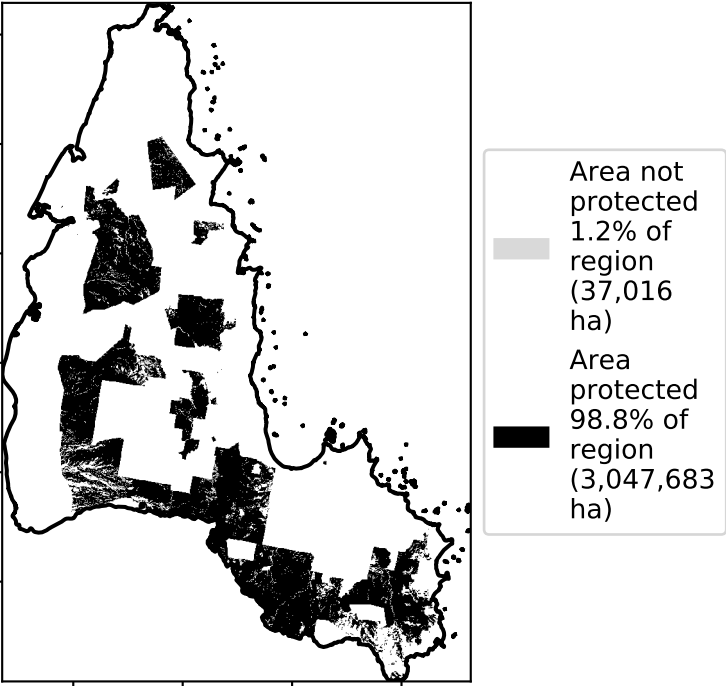 Area not
protected
1.2% of
region
(37,016
ha)
Area
protected
98.8% of
region
(3,047,683
ha)